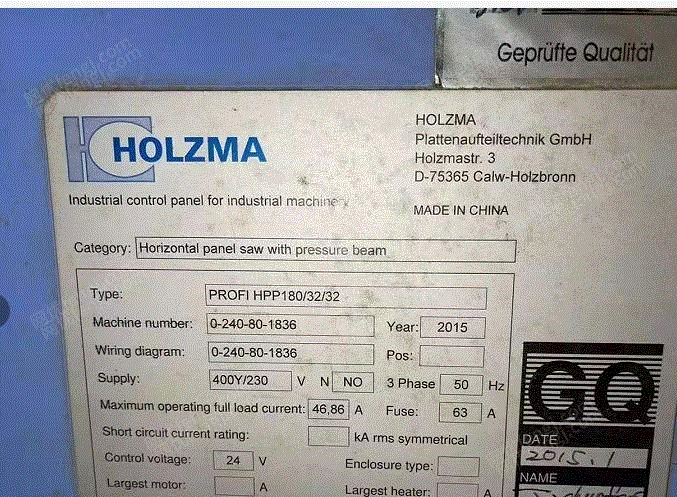 Geprüfte Qualität
HOLZMA
HOLZMA
Plattenaufteiltechnik GmbH
Holzmastr. 3
D-75365 Calw-Holzbronn
Industrial control panel for industrial machinery
MADE IN CHINA
Category: Horizontal panel saw with pressure beam
Type: PROFI HPP180/32/32
Machine number: 0-240-80-1836 Year: 2015
Wiring diagram: 0-240-80-1836 Pos:
Supply: 400Y/230 V N NO 3 Phase 50 Hz
Maximum operating full load current: 46,86 A Fuse: 63 A
Short circuit current rating: kA rms symmetrical
Control voltage: 24 V Enclosure type:
Largest motor: A Largest heater: A
GQ
DATE
2015.1
NAME